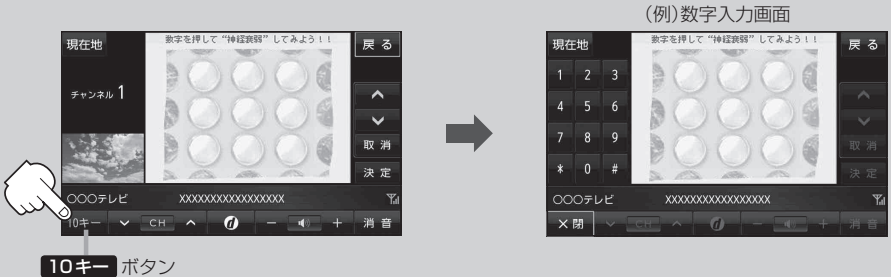 (例)数字入力画面
現在地
数字を押して“神経衰弱”してみよう！！
戻る
チャンネル 1
取消
決定
○○○テレビ XXXXXXXXXXXXXXXXX
10キー CH d － ＋ 消音
10キー ボタン
現在地
数字を押して“神経衰弱”してみよう！！
戻る
1 2 3
4 5 6
7 8 9
* 0 #
取消
決定
○○○テレビ XXXXXXXXXXXXXXXXX
×閉 CH d － ＋ 消音